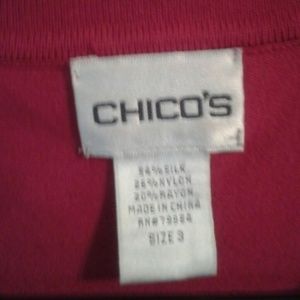 CHICO'S
54% SILK
26% NYLON
20% RAYON
MADE IN CHINA
SIZE 3